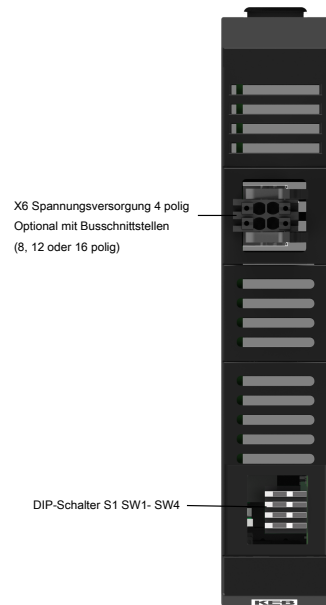 X6 Spannungsversorgung 4 polig
Optional mit Busschnittstellen
(8, 12 oder 16 polig)
DIP-Schalter S1 SW1- SW4
KEB